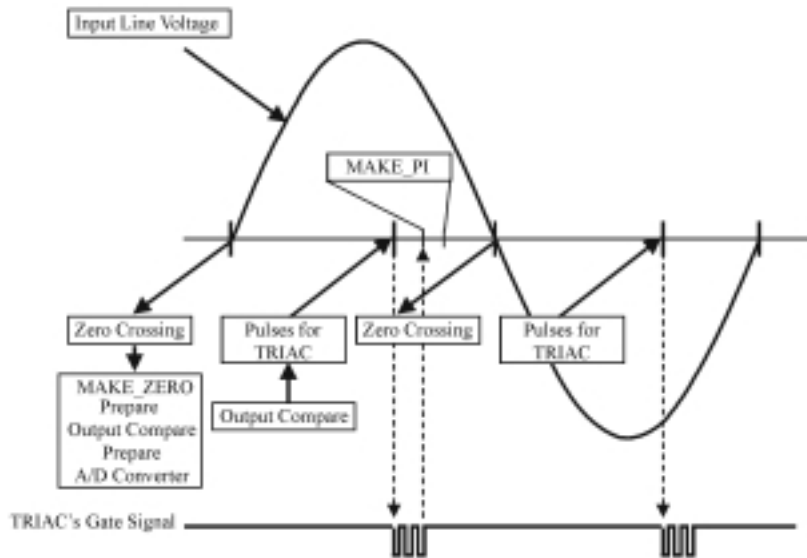 Input Line Voltage
MAKE_PI
Zero Crossing
Pulses for
TRIAC
Zero Crossing
Pulses for
TRIAC
MAKE_ZERO
Prepare
Output Compare
Prepare
A/D Converter
Output Compare
TRIAC's Gate Signal